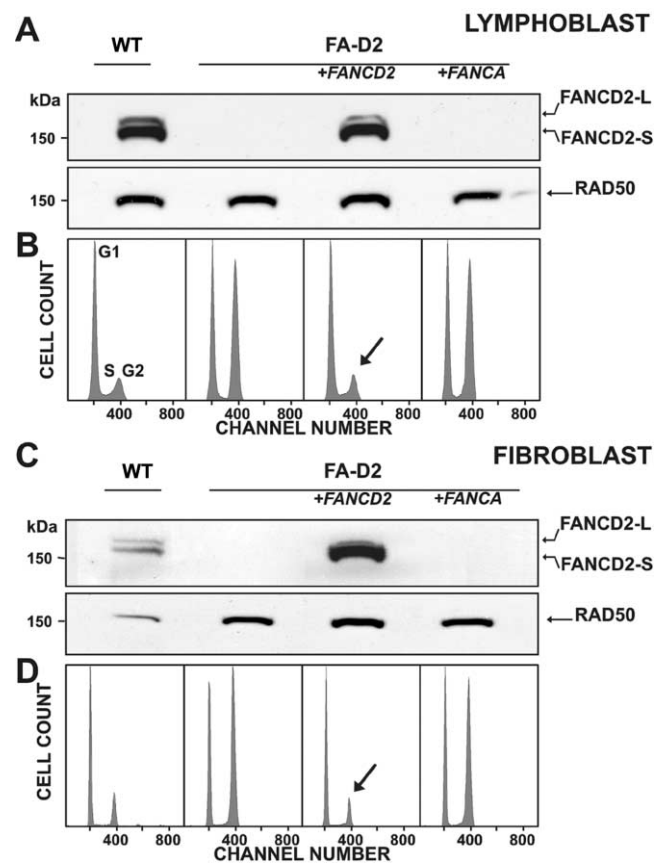 A
LYMPHOBLAST
WT
FA-D2
+FANCD2
+FANCA
kDa
FANCD2-L
150
FANCD2-S
150
RAD50
B
CELL COUNT
G1
S G2
400 800 400 800 400 800 400 800
CHANNEL NUMBER
C
FIBROBLAST
WT
FA-D2
+FANCD2
+FANCA
kDa
FANCD2-L
150
FANCD2-S
150
RAD50
D
CELL COUNT
400 800 400 800 400 800 400 800
CHANNEL NUMBER